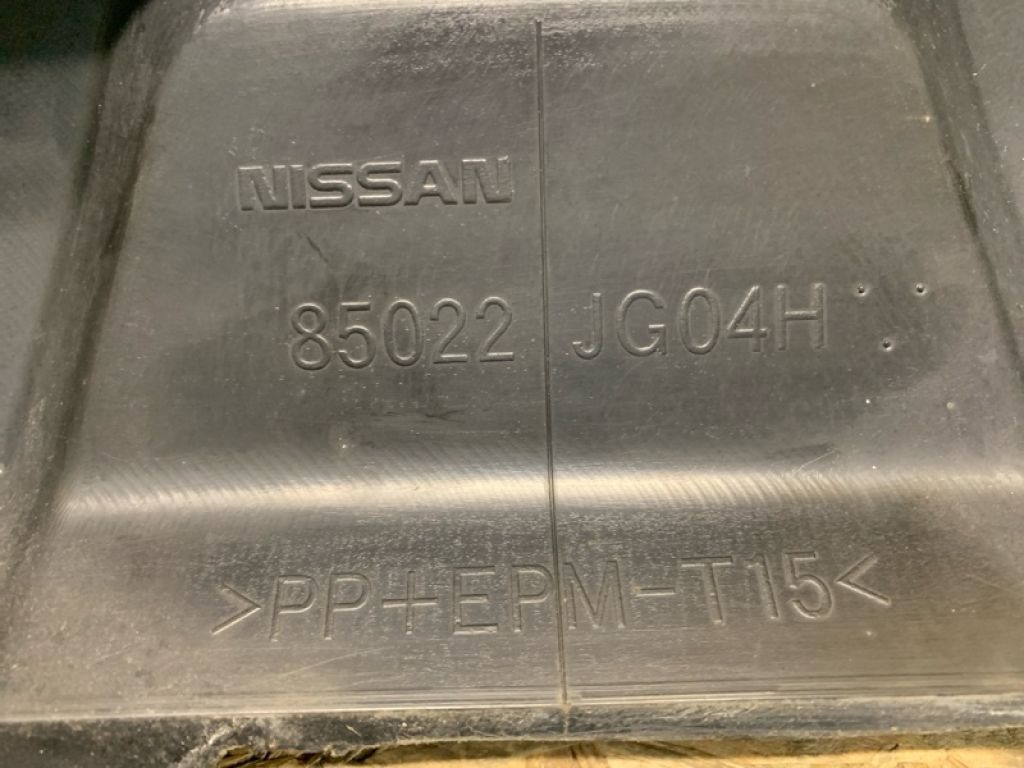 NISSAN
85022 JG04H
>PP+EPM-T15<